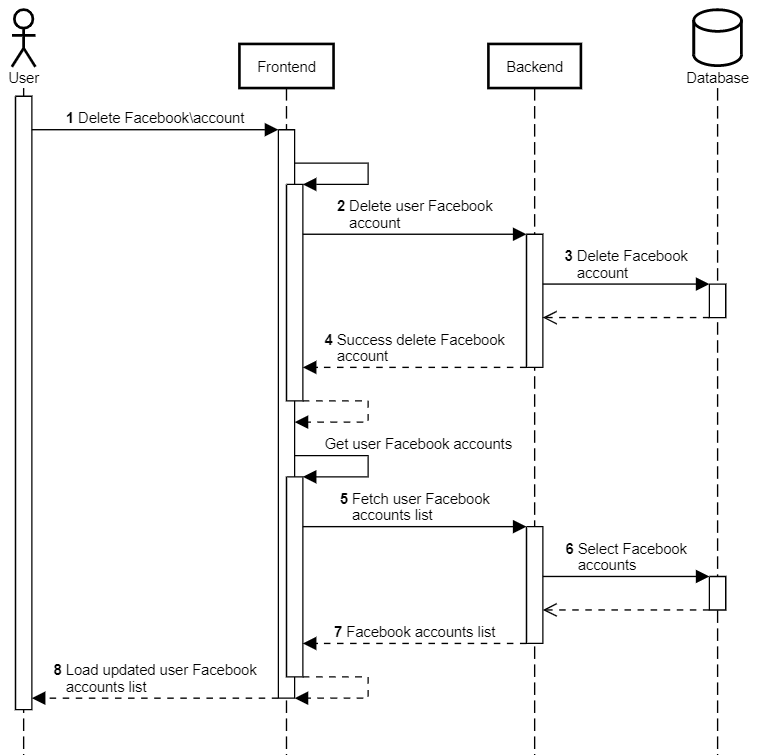 User
Frontend
Backend
Database
1 Delete Facebook\account
2 Delete user Facebook
account
3 Delete Facebook
account
4 Success delete Facebook
account
Get user Facebook accounts
5 Fetch user Facebook
accounts list
6 Select Facebook
accounts
7 Facebook accounts list
8 Load updated user Facebook
accounts list